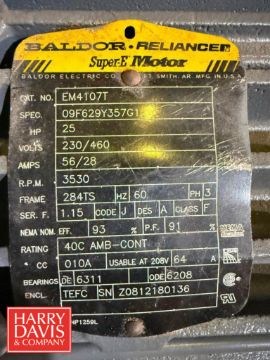 BALDOR · RELIANCE
Super-E Motor
BALDOR ELECTRIC CO. FT. SMITH, AR. MFG. IN U.S.A.
CAT. NO. EM4107T
SPEC. 09F629Y357G1
HP 25
VOLTS 230/460
AMPS 56/28
R.P.M. 3530
FRAME 284TS HZ 60 PH 3
SER. F. 1.15 CODE J DES A CLASS F
NEMA NOM. EFF. 93 % P.F. 91 %
RATING 40C AMB-CONT
CC 010A USABLE AT 208V 64 A
BEARINGS DE 6311 ODE 6208
ENCL. TEFC SN Z0812180136
HARRY
DAVIS &
COMPANY
NP1259L